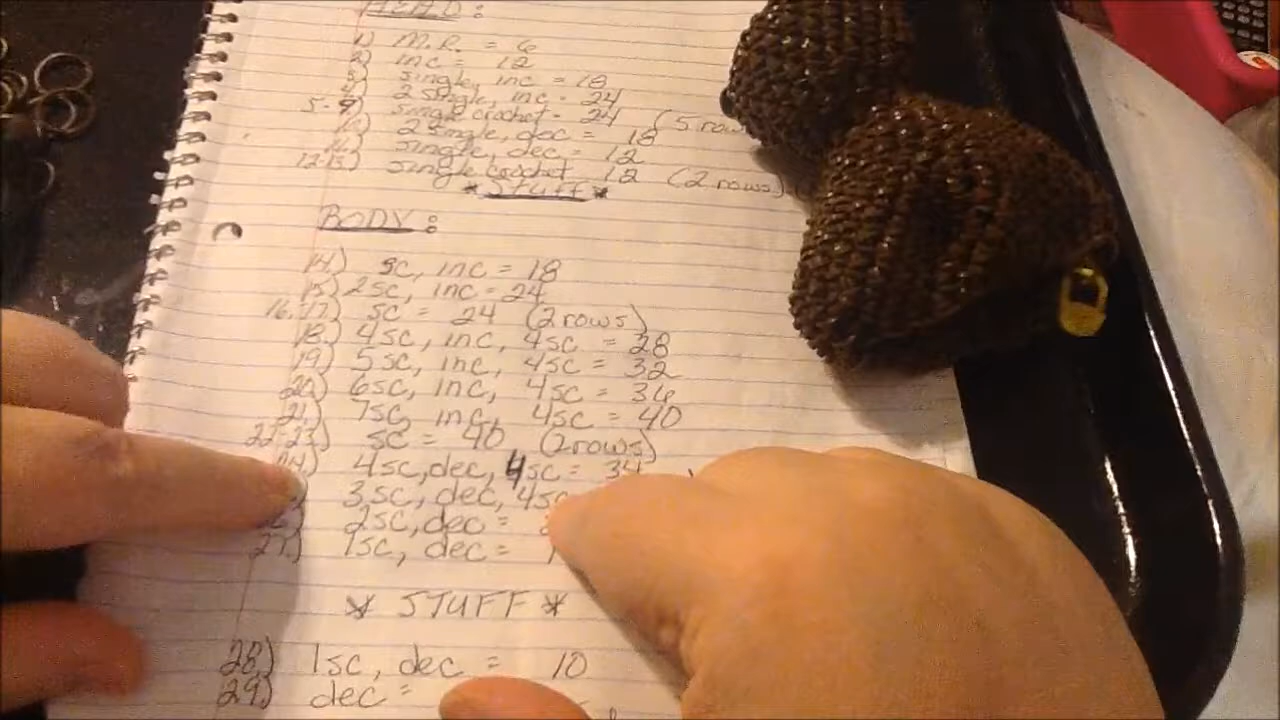 HEAD:
1) M.R. = 6
2) inc = 12
3) single, inc = 18
4) 2 single, inc = 24
5-9) single crochet = 24 (5 row
10) 2 single, dec = 18
11.) single, dec = 12
12-13.) single crochet 12 (2 rows)
*STUFF*
BODY:
14.) sc, inc = 18
15.) 2sc, inc = 24
16.-17.) sc = 24 (2 rows)
18.) 4sc, inc, 4sc = 28
19.) 5sc, inc, 4sc = 32
20.) 6sc, inc, 4sc = 36
21.) 7sc, inc, 4sc = 40
22-23.) sc = 40 (2 rows)
24.) 4sc, dec, 4sc = 34
3sc, dec, 4sc
2sc, dec =
27.) 1sc, dec =
* STUFF *
28.) 1sc, dec = 10
29.) dec =